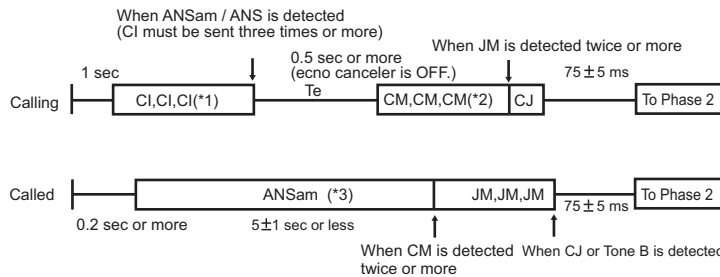 When ANSam / ANS is detected
(CI must be sent three times or more)
0.5 sec or more
(ecno canceler is OFF.)
When JM is detected twice or more
1 sec
Te
75±5 ms
Calling
CI,CI,CI(*1)
CM,CM,CM(*2)
CJ
To Phase 2
Called
ANSam (*3)
JM,JM,JM
To Phase 2
0.2 sec or more
5±1 sec or less
75±5 ms
When CM is detected
twice or more
When CJ or Tone B is detected